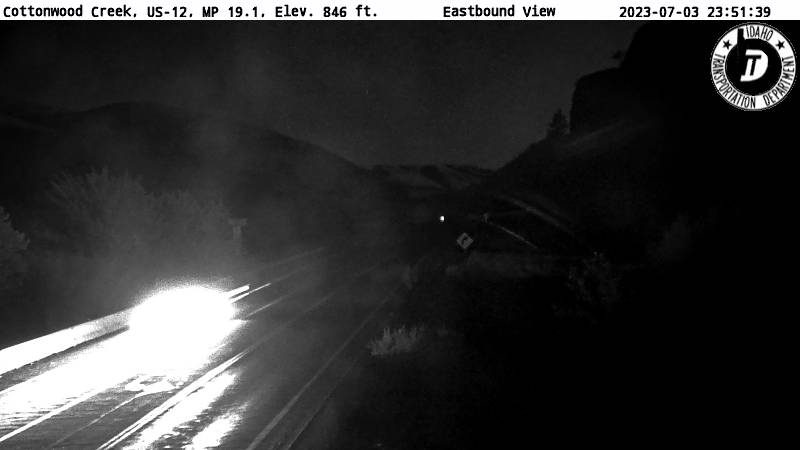 Cottonwood Creek, US-12, MP 19.1, Elev. 846 ft. Eastbound View 2023-07-03 23:51:39
IDAHO
TRANSPORTATION DEPARTMENT